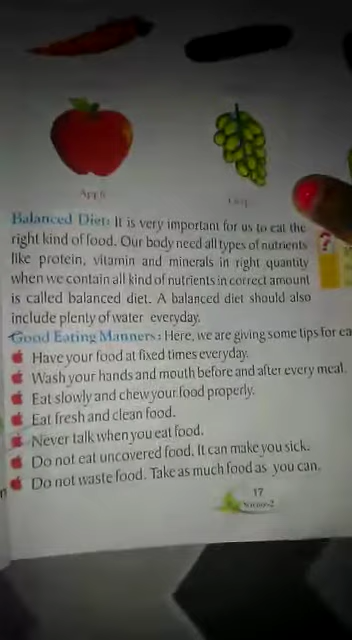 Apple
Balanced Diet: It is very important for us to eat the
right kind of food. Our body need all types of nutrients
like protein, vitamin and minerals in right quantity
when we contain all kind of nutrients in correct amount
is called balanced diet. A balanced diet should also
include plenty of water everyday.
Good Eating Manners: Here, we are giving some tips for ea
Have your food at fixed times everyday.
Wash your hands and mouth before and after every meal.
Eat slowly and chew your food properly.
Eat fresh and clean food.
Never talk when you eat food.
Do not eat uncovered food. It can make you sick.
Do not waste food. Take as much food as you can.
17